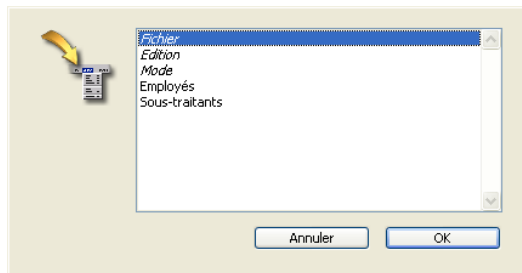 Fichier
Edition
Mode
Employés
Sous-traitants
Annuler
OK